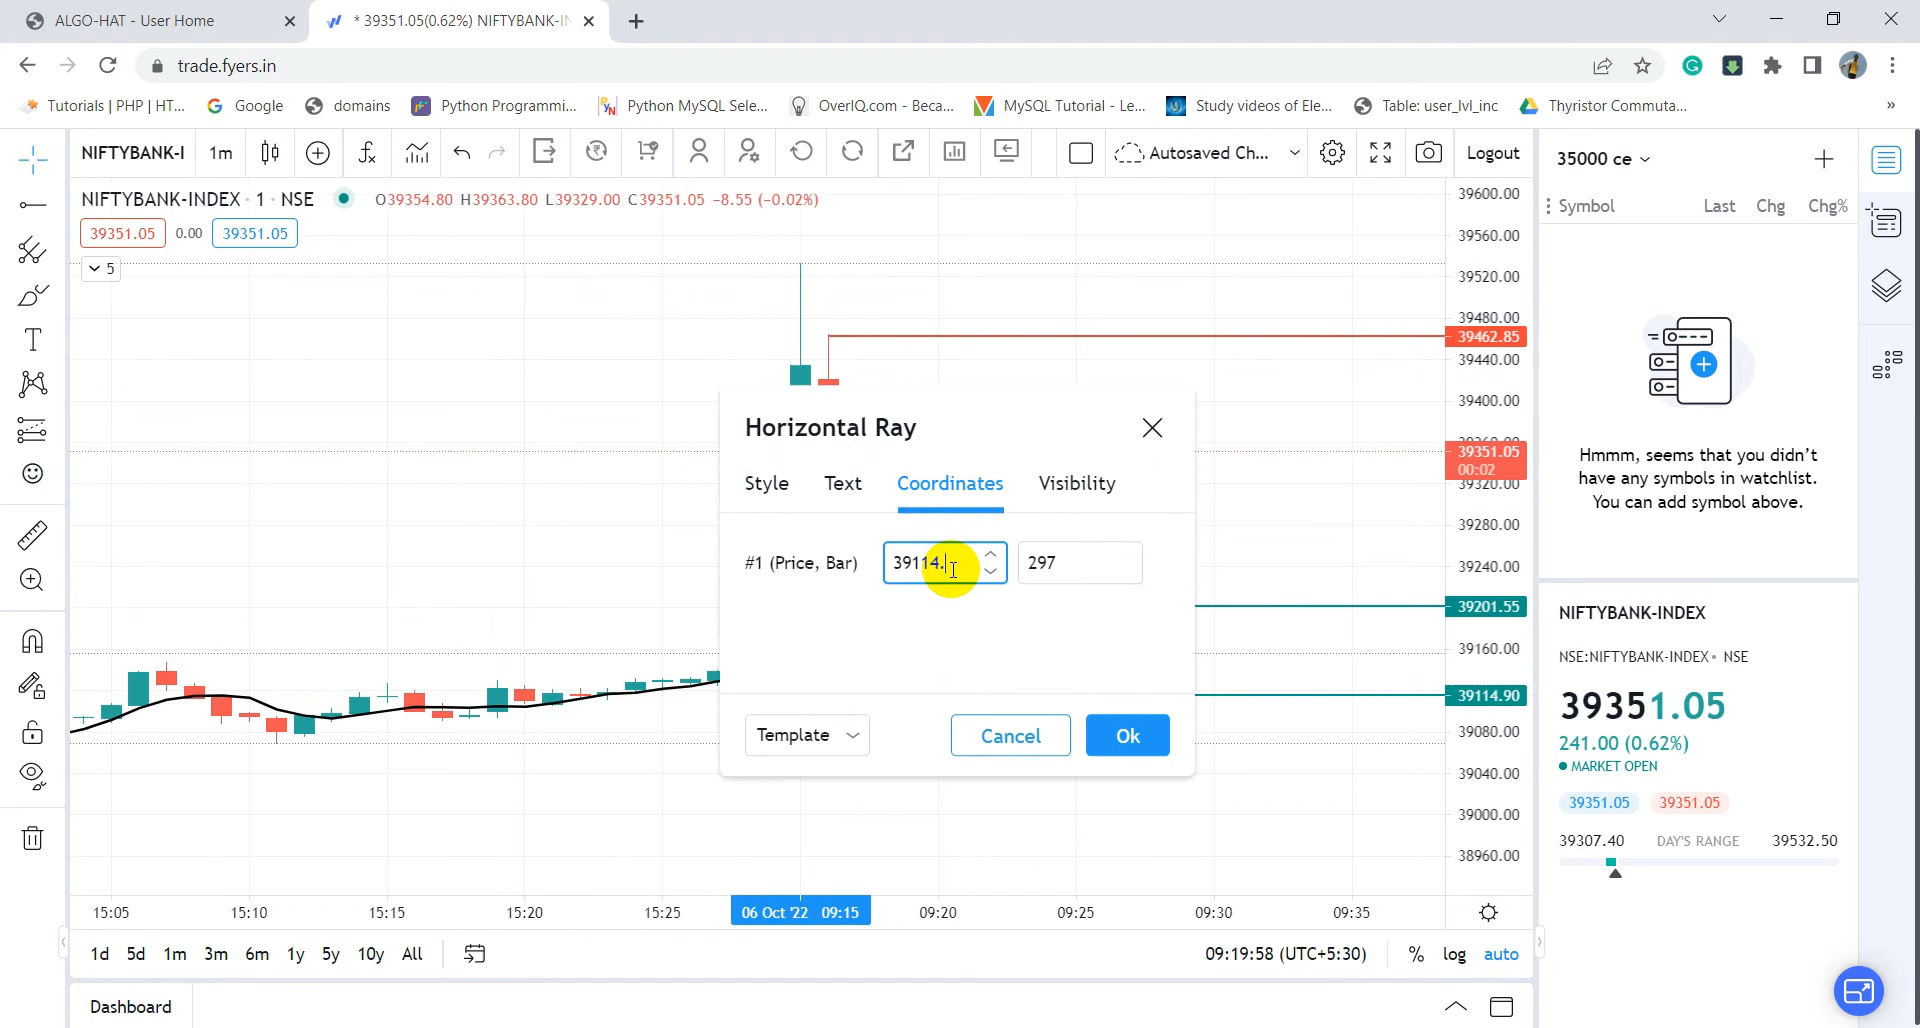 ALGO-HAT - User Home
* 39351.05(0.62%) NIFTYBANK-IN
trade.fyers.in
Tutorials | PHP | HT...
Google
domains
Python Programmi...
Python MySQL Sele...
OverIQ.com - Beca...
MySQL Tutorial - Le...
Study videos of Ele...
Table: user_lvl_inc
Thyristor Commuta...
»
NIFTYBANK-I
1m
Autosaved Ch...
Logout
35000 ce
NIFTYBANK-INDEX · 1 · NSE
O39354.80 H39363.80 L39329.00 C39351.05 -8.55 (-0.02%)
39351.05 0.00 39351.05
5
Symbol Last Chg Chg%
39600.00
39560.00
39520.00
39480.00
39462.85
39440.00
39400.00
39360.00
39351.05
00:02
39320.00
39280.00
39240.00
39201.55
39160.00
39114.90
39080.00
39040.00
39000.00
38960.00
Horizontal Ray
Style Text Coordinates Visibility
#1 (Price, Bar) 39114. 297
Template
Cancel
Ok
Hmmm, seems that you didn't
have any symbols in watchlist.
You can add symbol above.
NIFTYBANK-INDEX
NSE:NIFTYBANK-INDEX • NSE
39351.05
241.00 (0.62%)
MARKET OPEN
39351.05 39351.05
39307.40 DAY'S RANGE 39532.50
15:05 15:10 15:15 15:20 15:25 06 Oct '22 09:15 09:20 09:25 09:30 09:35
1d 5d 1m 3m 6m 1y 5y 10y All
09:19:58 (UTC+5:30)
% log auto
Dashboard